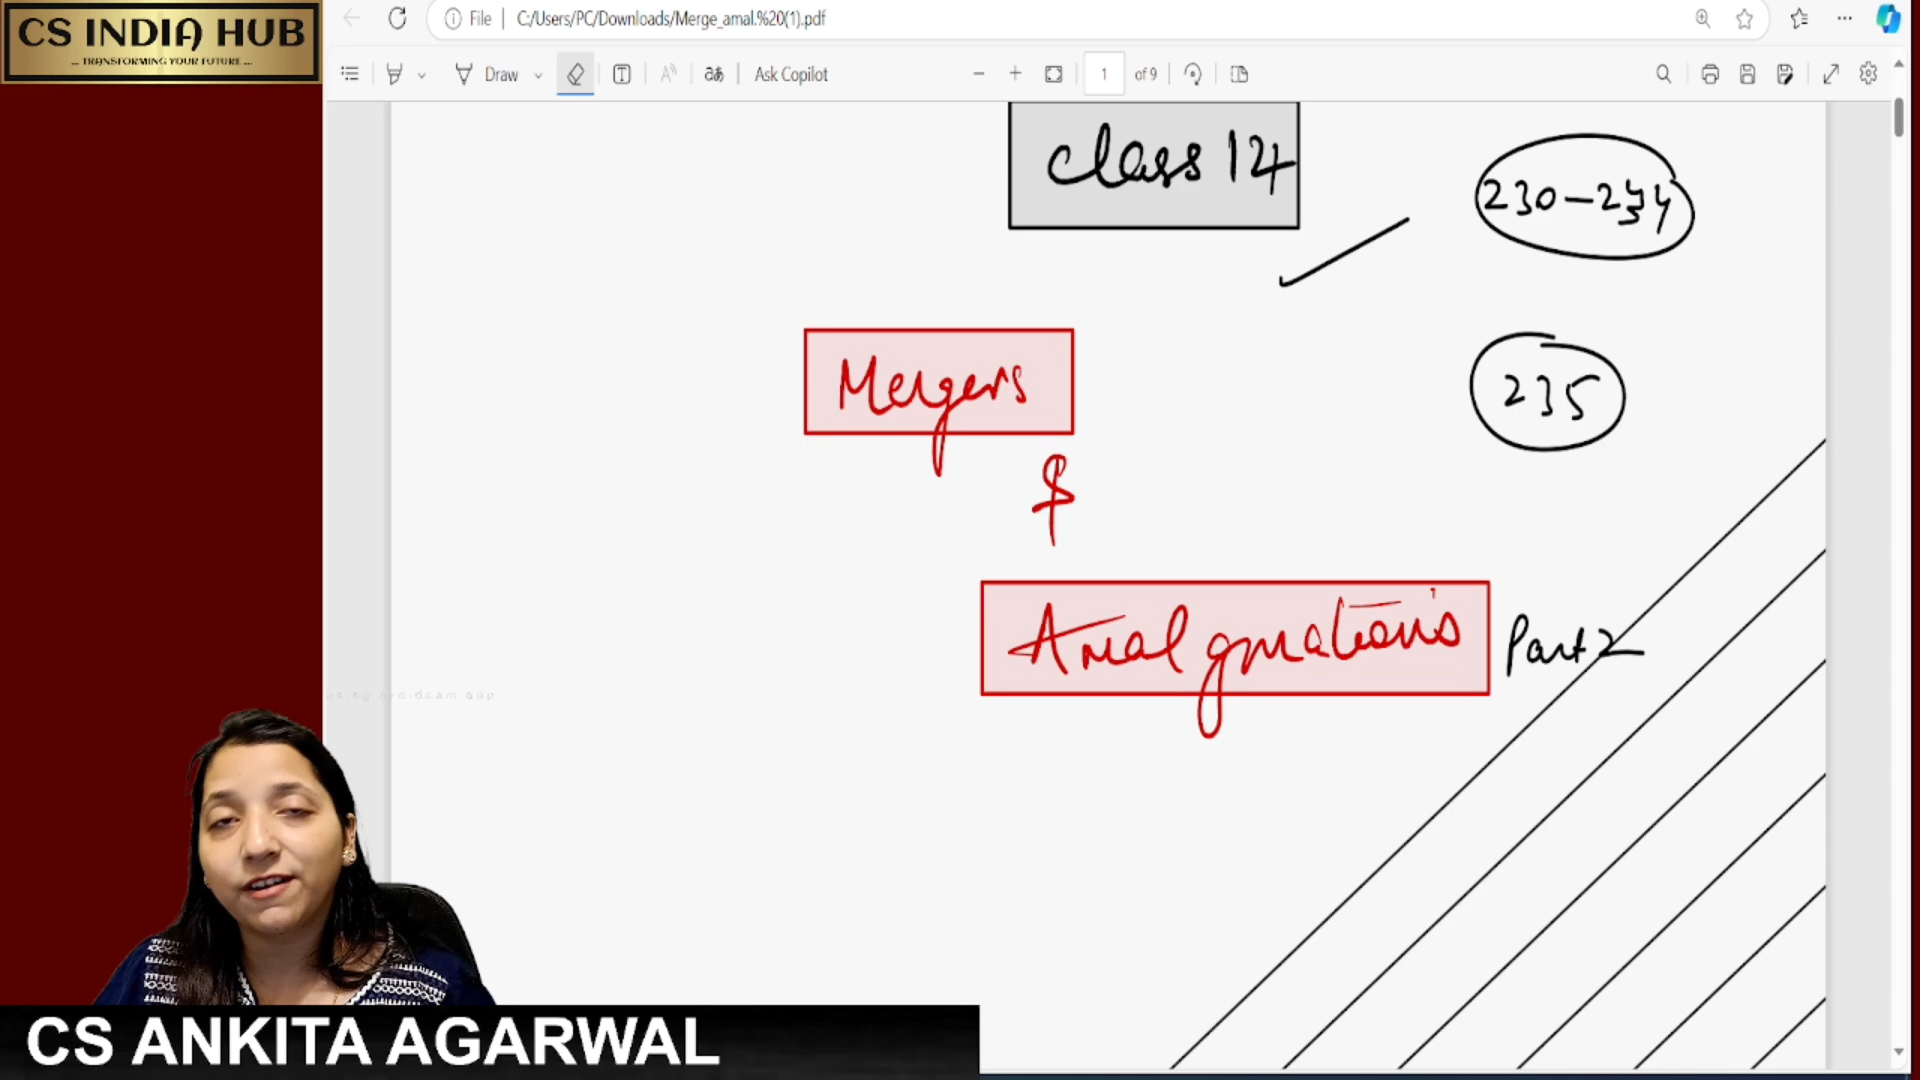 CS INDIA HUB
... TRANSFORMING YOUR FUTURE ...
File
C:/Users/PC/Downloads/Merge_amal.%20(1).pdf
Draw
Ask Copilot
1 of 9
Class 14
230-234
Mergers
235
&
Amalgmations Part 2
CS ANKITA AGARWAL